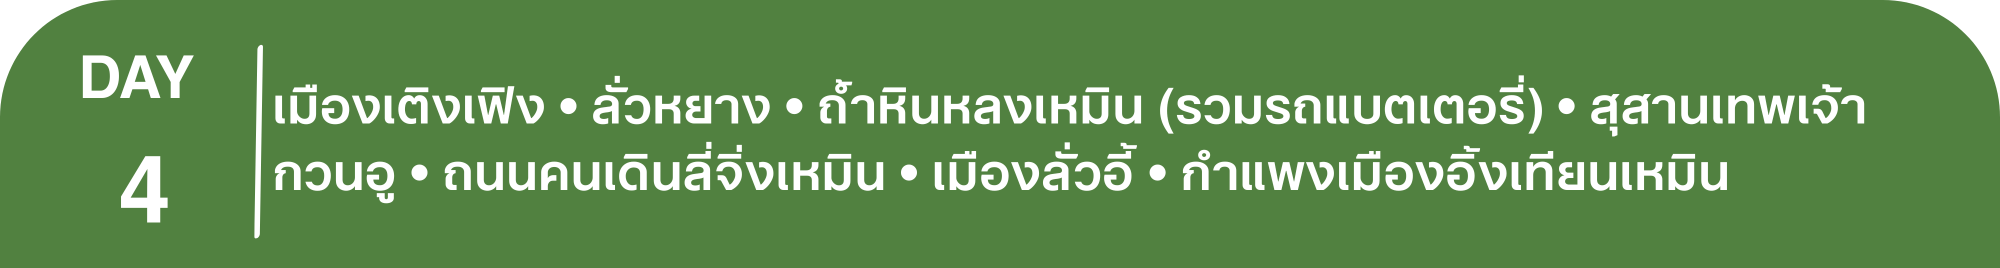 DAY
4
เมืองเติงเฟิง • ลั่วหยาง • ถ้ำหินหลงเหมิน (รวมรถแบตเตอรี่) • สุสานเทพเจ้า
กวนอู • ถนนคนเดินลี่จิ่งเหมิน • เมืองลั่วอี้ • กำแพงเมืองอิ้งเทียนเหมิน